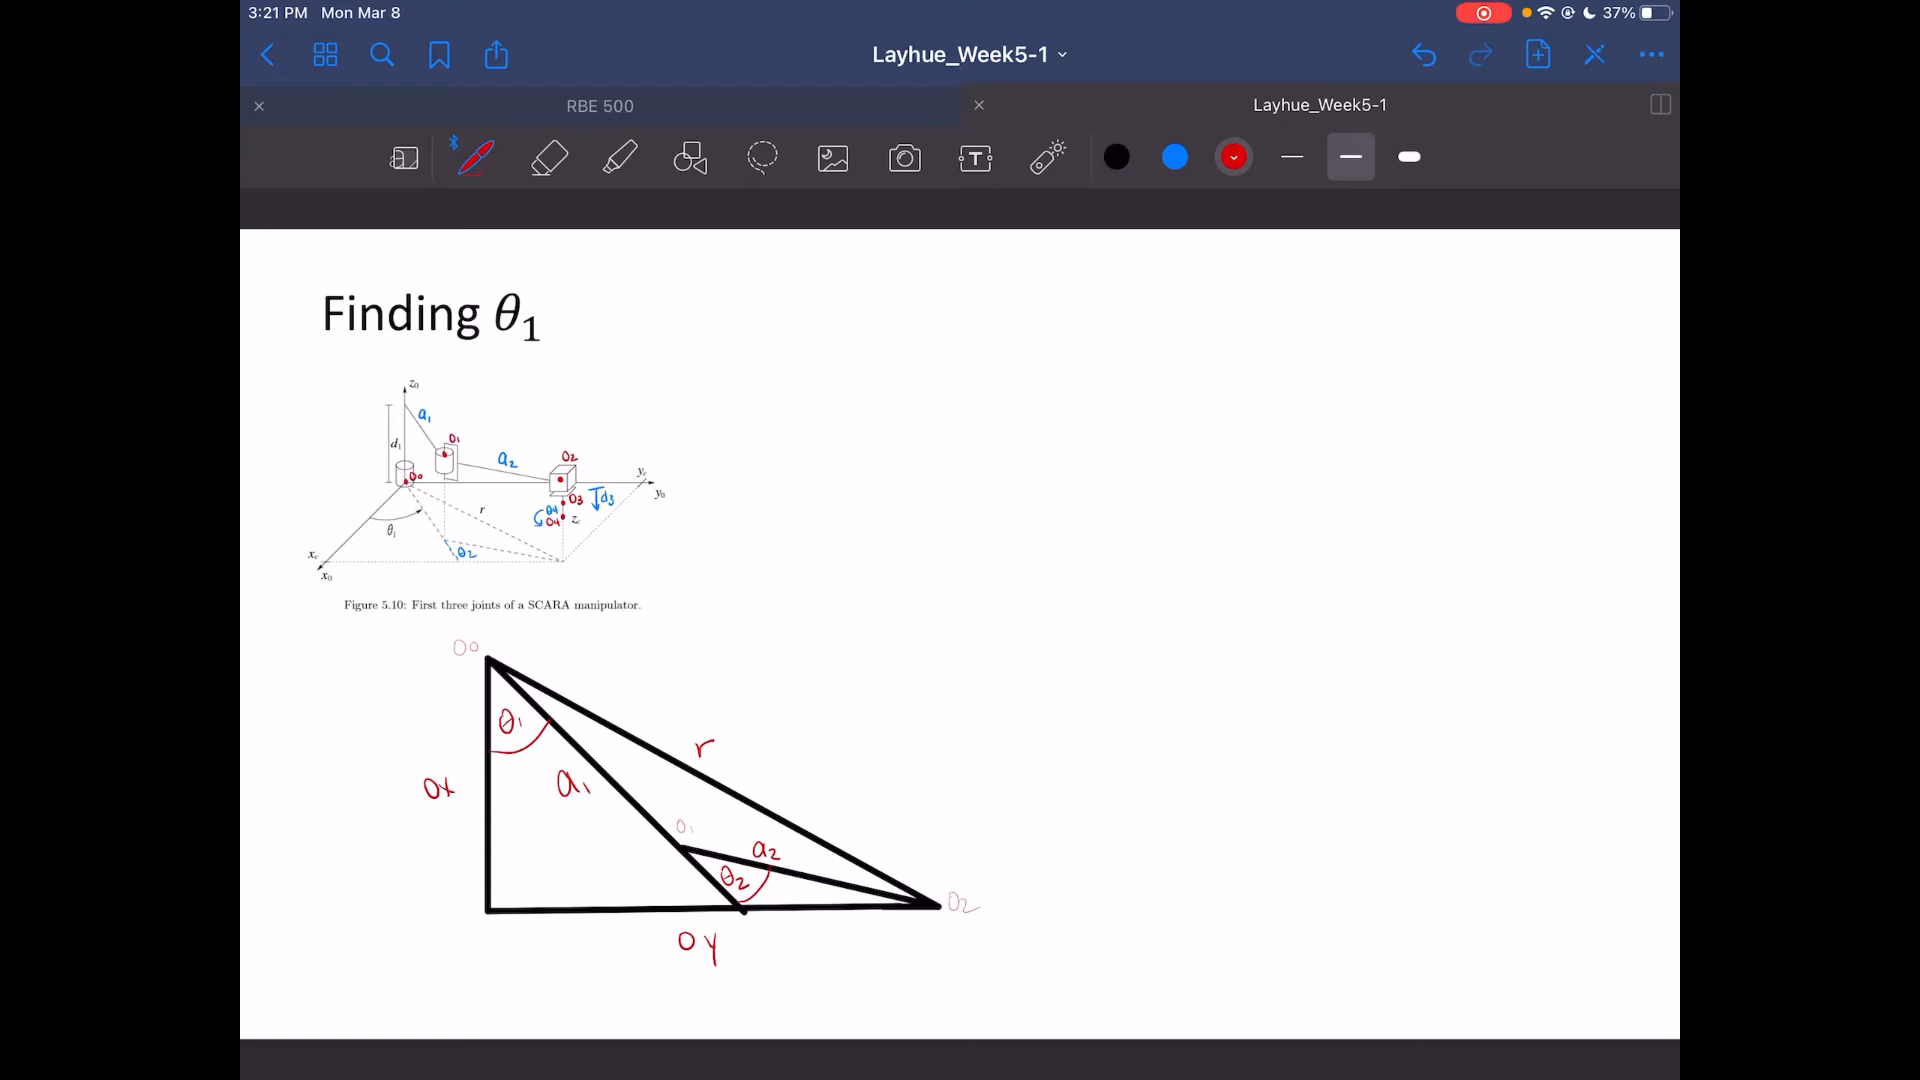 3:21 PM Mon Mar 8
37%
Layhue_Week5-1
RBE 500
Layhue_Week5-1
Finding θ₁
z₀
a₁
d₁
O₁
O₀
a₂
O₂
y꜀
y₀
O₃
d₃
θ₄
O₄
z꜀
r
θ₁
θ₂
x꜀
x₀
Figure 5.10: First three joints of a SCARA manipulator.
O₀
θ₁
r
Ox
a₁
O₁
a₂
θ₂
O₂
Oy